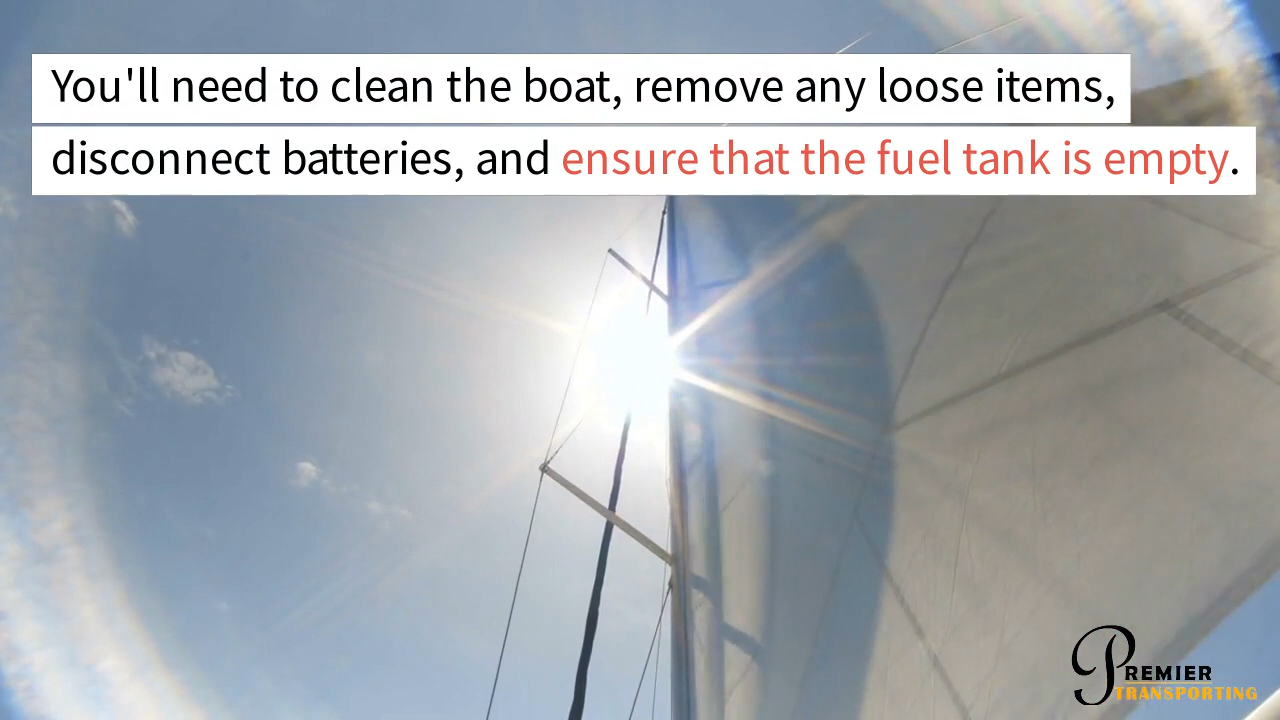 You'll need to clean the boat, remove any loose items,
disconnect batteries, and ensure that the fuel tank is empty.
PREMIER
TRANSPORTING